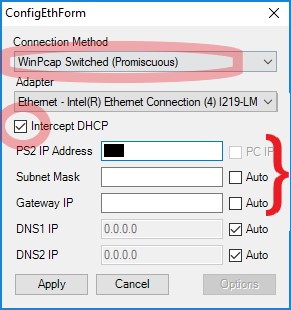 ConfigEthForm
Connection Method
WinPcap Switched (Promiscuous)
Adapter
Ethernet - Intel(R) Ethernet Connection (4) I219-LM
Intercept DHCP
PS2 IP Address PC IP
Subnet Mask Auto
Gateway IP Auto
DNS1 IP 0.0.0.0 Auto
DNS2 IP 0.0.0.0 Auto
Apply Cancel Options